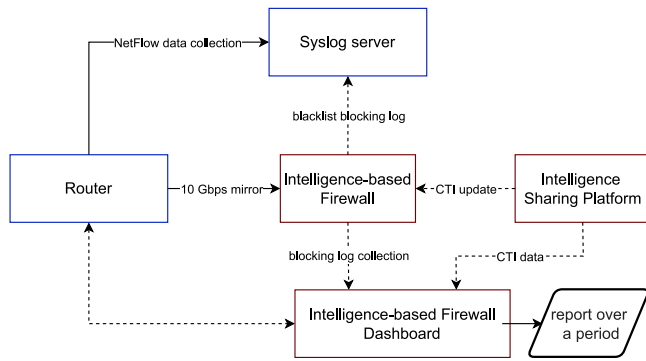 NetFlow data collection
Syslog server
blacklist blocking log
Router
10 Gbps mirror
Intelligence-based
Firewall
CTI update
Intelligence
Sharing Platform
blocking log collection
CTI data
Intelligence-based Firewall
Dashboard
report over
a period